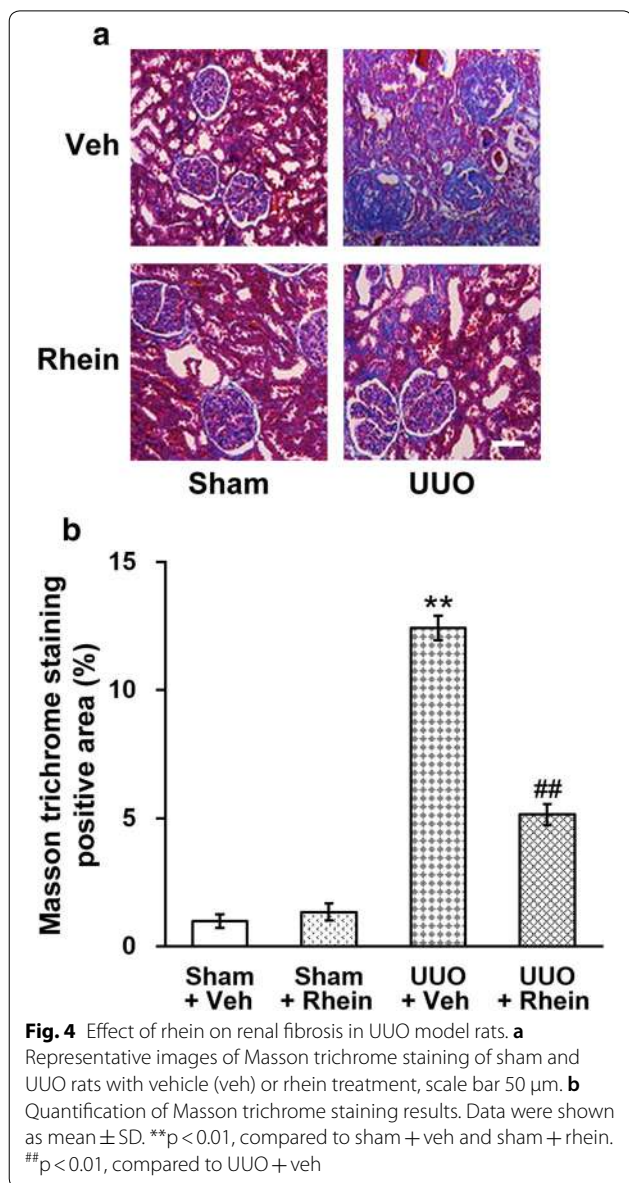 a
Veh
Rhein
Sham UUO
b
Masson trichrome staining
positive area (%)
15
10
5
0
**
##
Sham
+ Veh
Sham
+ Rhein
UUO
+ Veh
UUO
+ Rhein
Fig. 4 Effect of rhein on renal fibrosis in UUO model rats. a
Representative images of Masson trichrome staining of sham and
UUO rats with vehicle (veh) or rhein treatment, scale bar 50 μm. b
Quantification of Masson trichrome staining results. Data were shown
as mean ± SD. **p < 0.01, compared to sham + veh and sham + rhein.
##p < 0.01, compared to UUO + veh